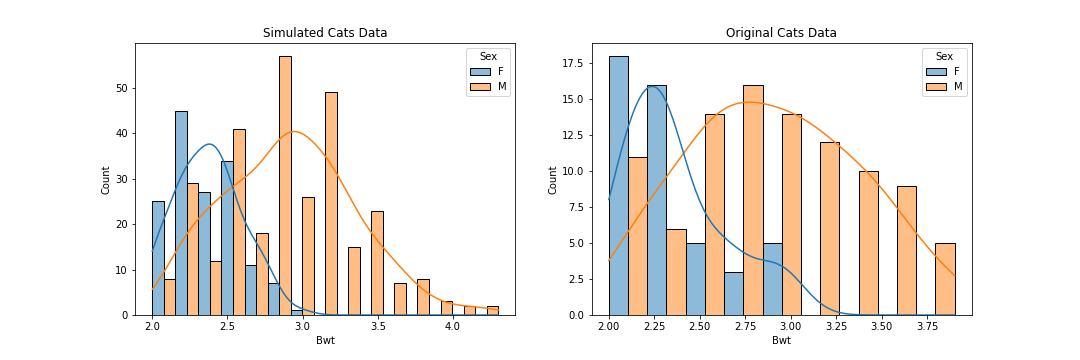 Simulated Cats Data
Sex
F
M
Count
50
40
30
20
10
0
2.0 2.5 3.0 3.5 4.0
Bwt
Original Cats Data
Sex
F
M
Count
17.5
15.0
12.5
10.0
7.5
5.0
2.5
0.0
2.00 2.25 2.50 2.75 3.00 3.25 3.50 3.75
Bwt